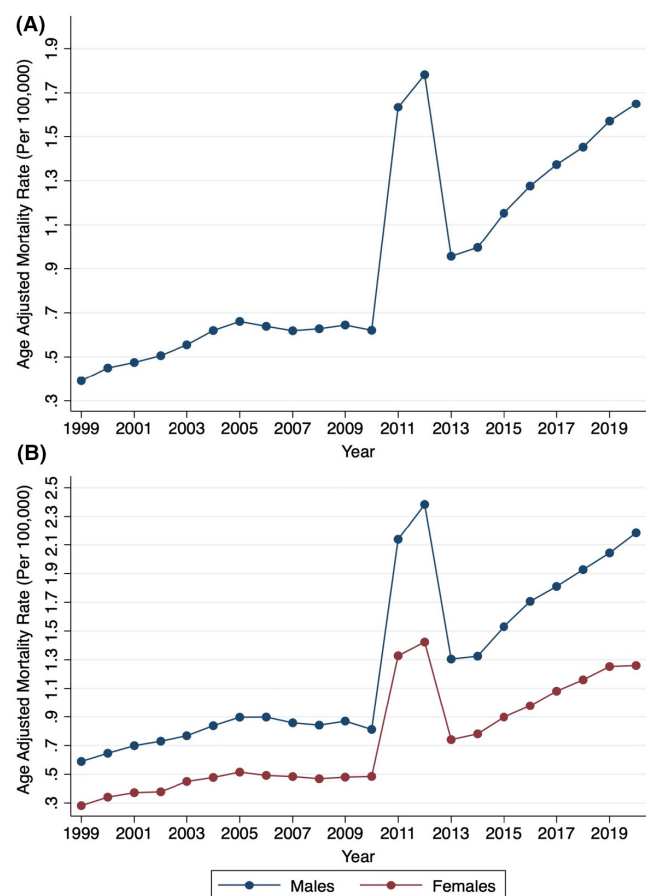 (A)
Age Adjusted Mortality Rate (Per 100,000)
1.9
1.7
1.5
1.3
1.1
.9
.7
.5
.3
1999 2001 2003 2005 2007 2009 2011 2013 2015 2017 2019
Year
(B)
Age Adjusted Mortality Rate (Per 100,000)
2.5
2.3
2.1
1.9
1.7
1.5
1.3
1.1
.9
.7
.5
.3
1999 2001 2003 2005 2007 2009 2011 2013 2015 2017 2019
Year
Males Females